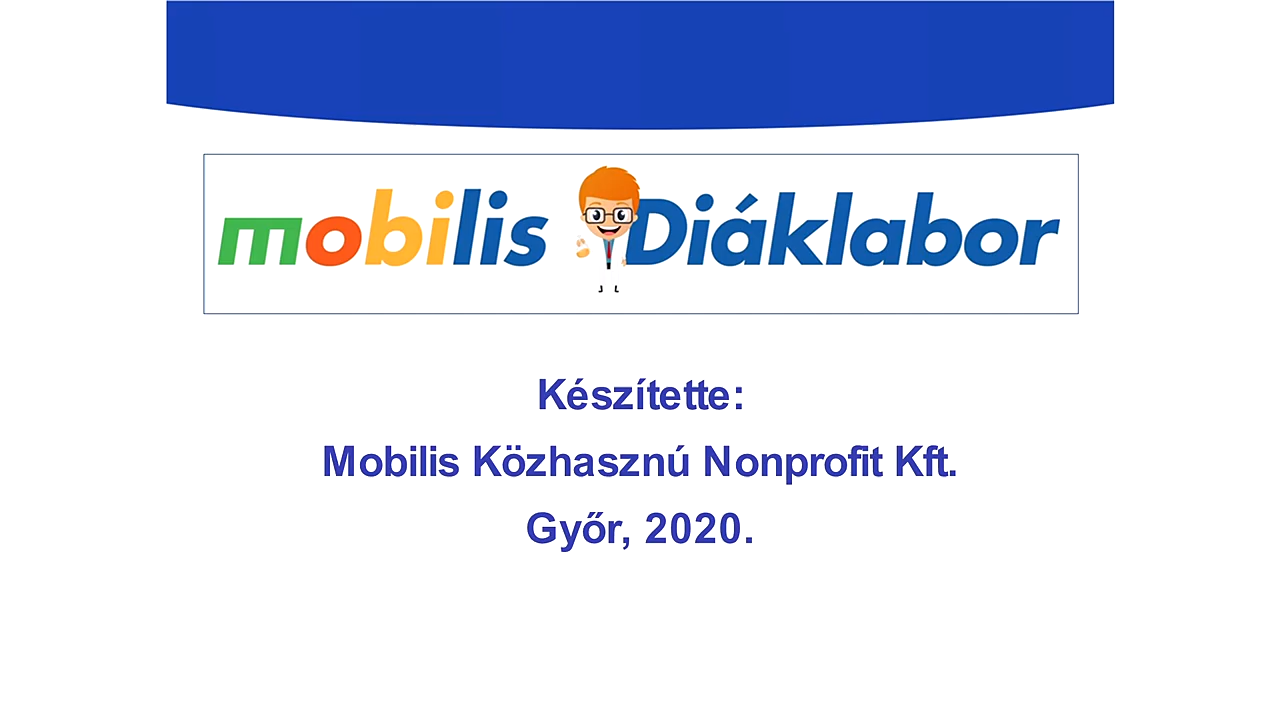 mobilis Diáklabor
Készítette:
Mobilis Közhasznú Nonprofit Kft.
Győr, 2020.